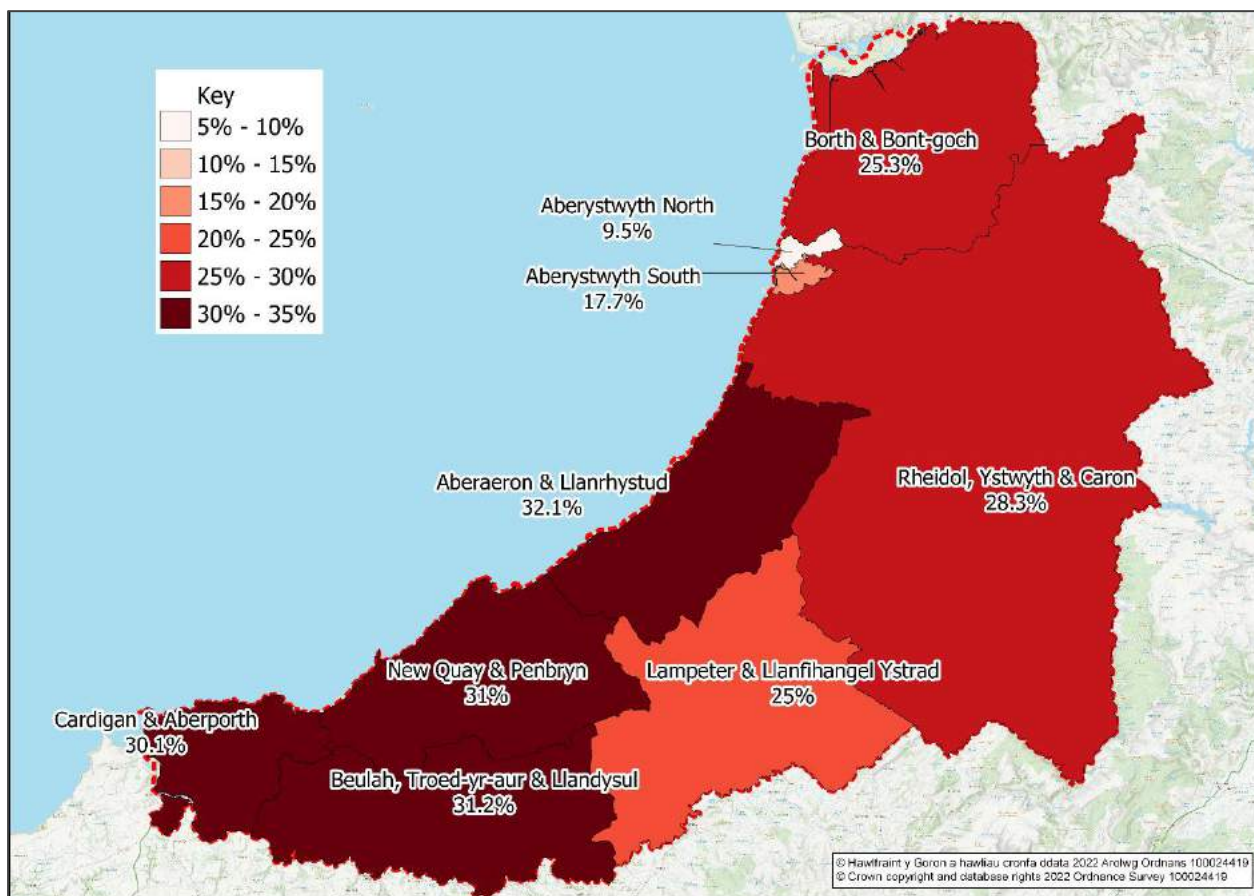 Key
5% - 10%
10% - 15%
15% - 20%
20% - 25%
25% - 30%
30% - 35%
Borth & Bont-goch
25.3%
Aberystwyth North
9.5%
Aberystwyth South
17.7%
Aberaeron & Llanrhystud
32.1%
Rheidol, Ystwyth & Caron
28.3%
New Quay & Penbryn
31%
Lampeter & Llanfihangel Ystrad
25%
Cardigan & Aberporth
30.1%
Beulah, Troed-yr-aur & Llandysul
31.2%
© Hawlfraint y Goron a hawliau cronfa ddata 2022 Arolwg Ordnans 100024419
© Crown copyright and database rights 2022 Ordnance Survey 100024419